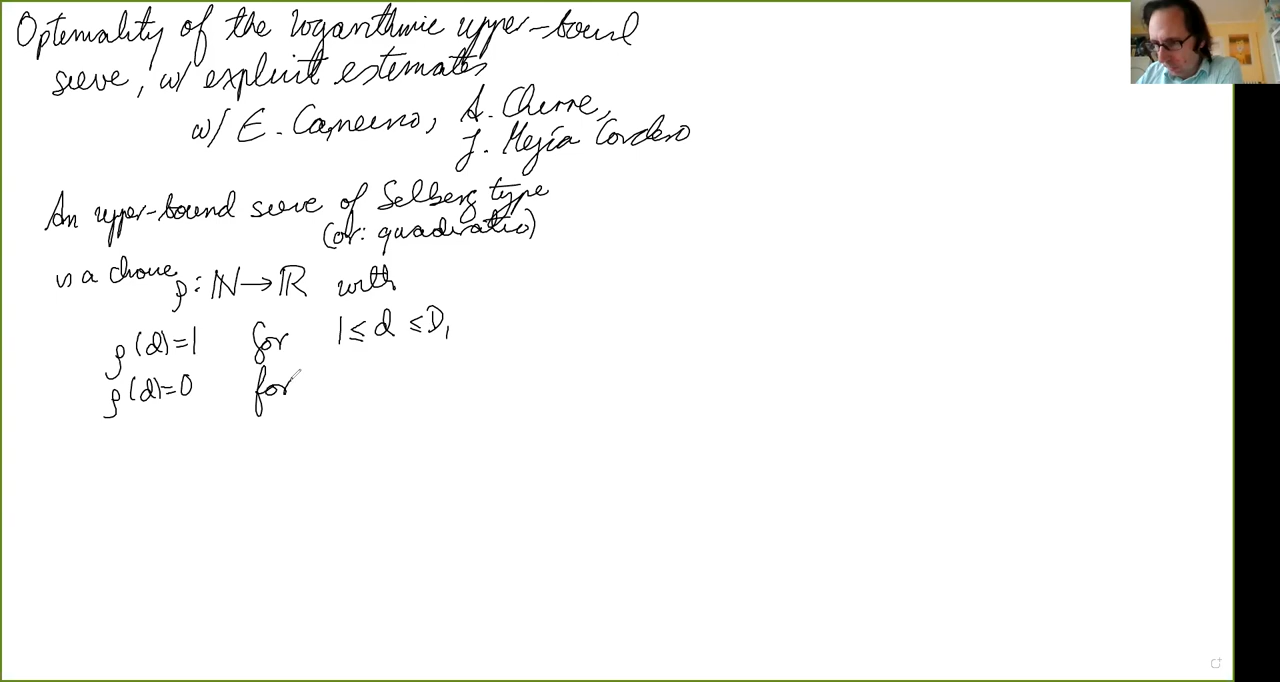 Optimality of the logarithmic upper-bound
sieve, w/ explicit estimates
w/ E. Carneiro, A. Chirre,
J. Mejía Cordero
An upper-bound sieve of Selberg type
(or: quadratic)
is a choice ρ: ℕ → ℝ with
ρ(d)=1 for 1 ≤ d ≤ D₁
ρ(d)=0 for